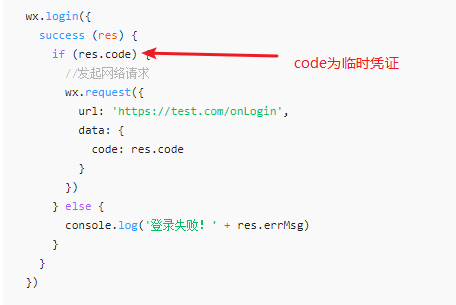 wx.login({
  success (res) {
    if (res.code) {
      //发起网络请求
      wx.request({
        url: 'https://test.com/onLogin',
        data: {
          code: res.code
        }
      })
    } else {
      console.log('登录失败！' + res.errMsg)
    }
  }
})
code为临时凭证